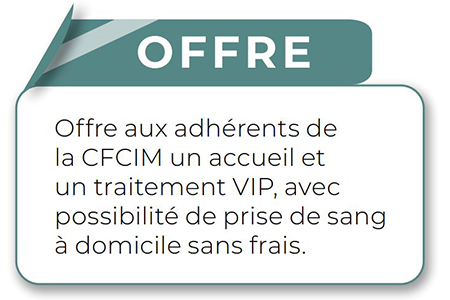 OFFRE
Offre aux adhérents de
la CFCIM un accueil et
un traitement VIP, avec
possibilité de prise de sang
à domicile sans frais.